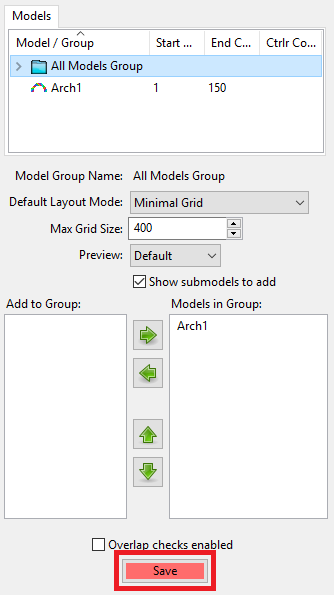 Models
Model / Group Start ... End C... Ctrlr Co...
All Models Group
Arch1 1 150
Model Group Name: All Models Group
Default Layout Mode: Minimal Grid
Max Grid Size: 400
Preview: Default
Show submodels to add
Add to Group: Models in Group:
Arch1
Overlap checks enabled
Save